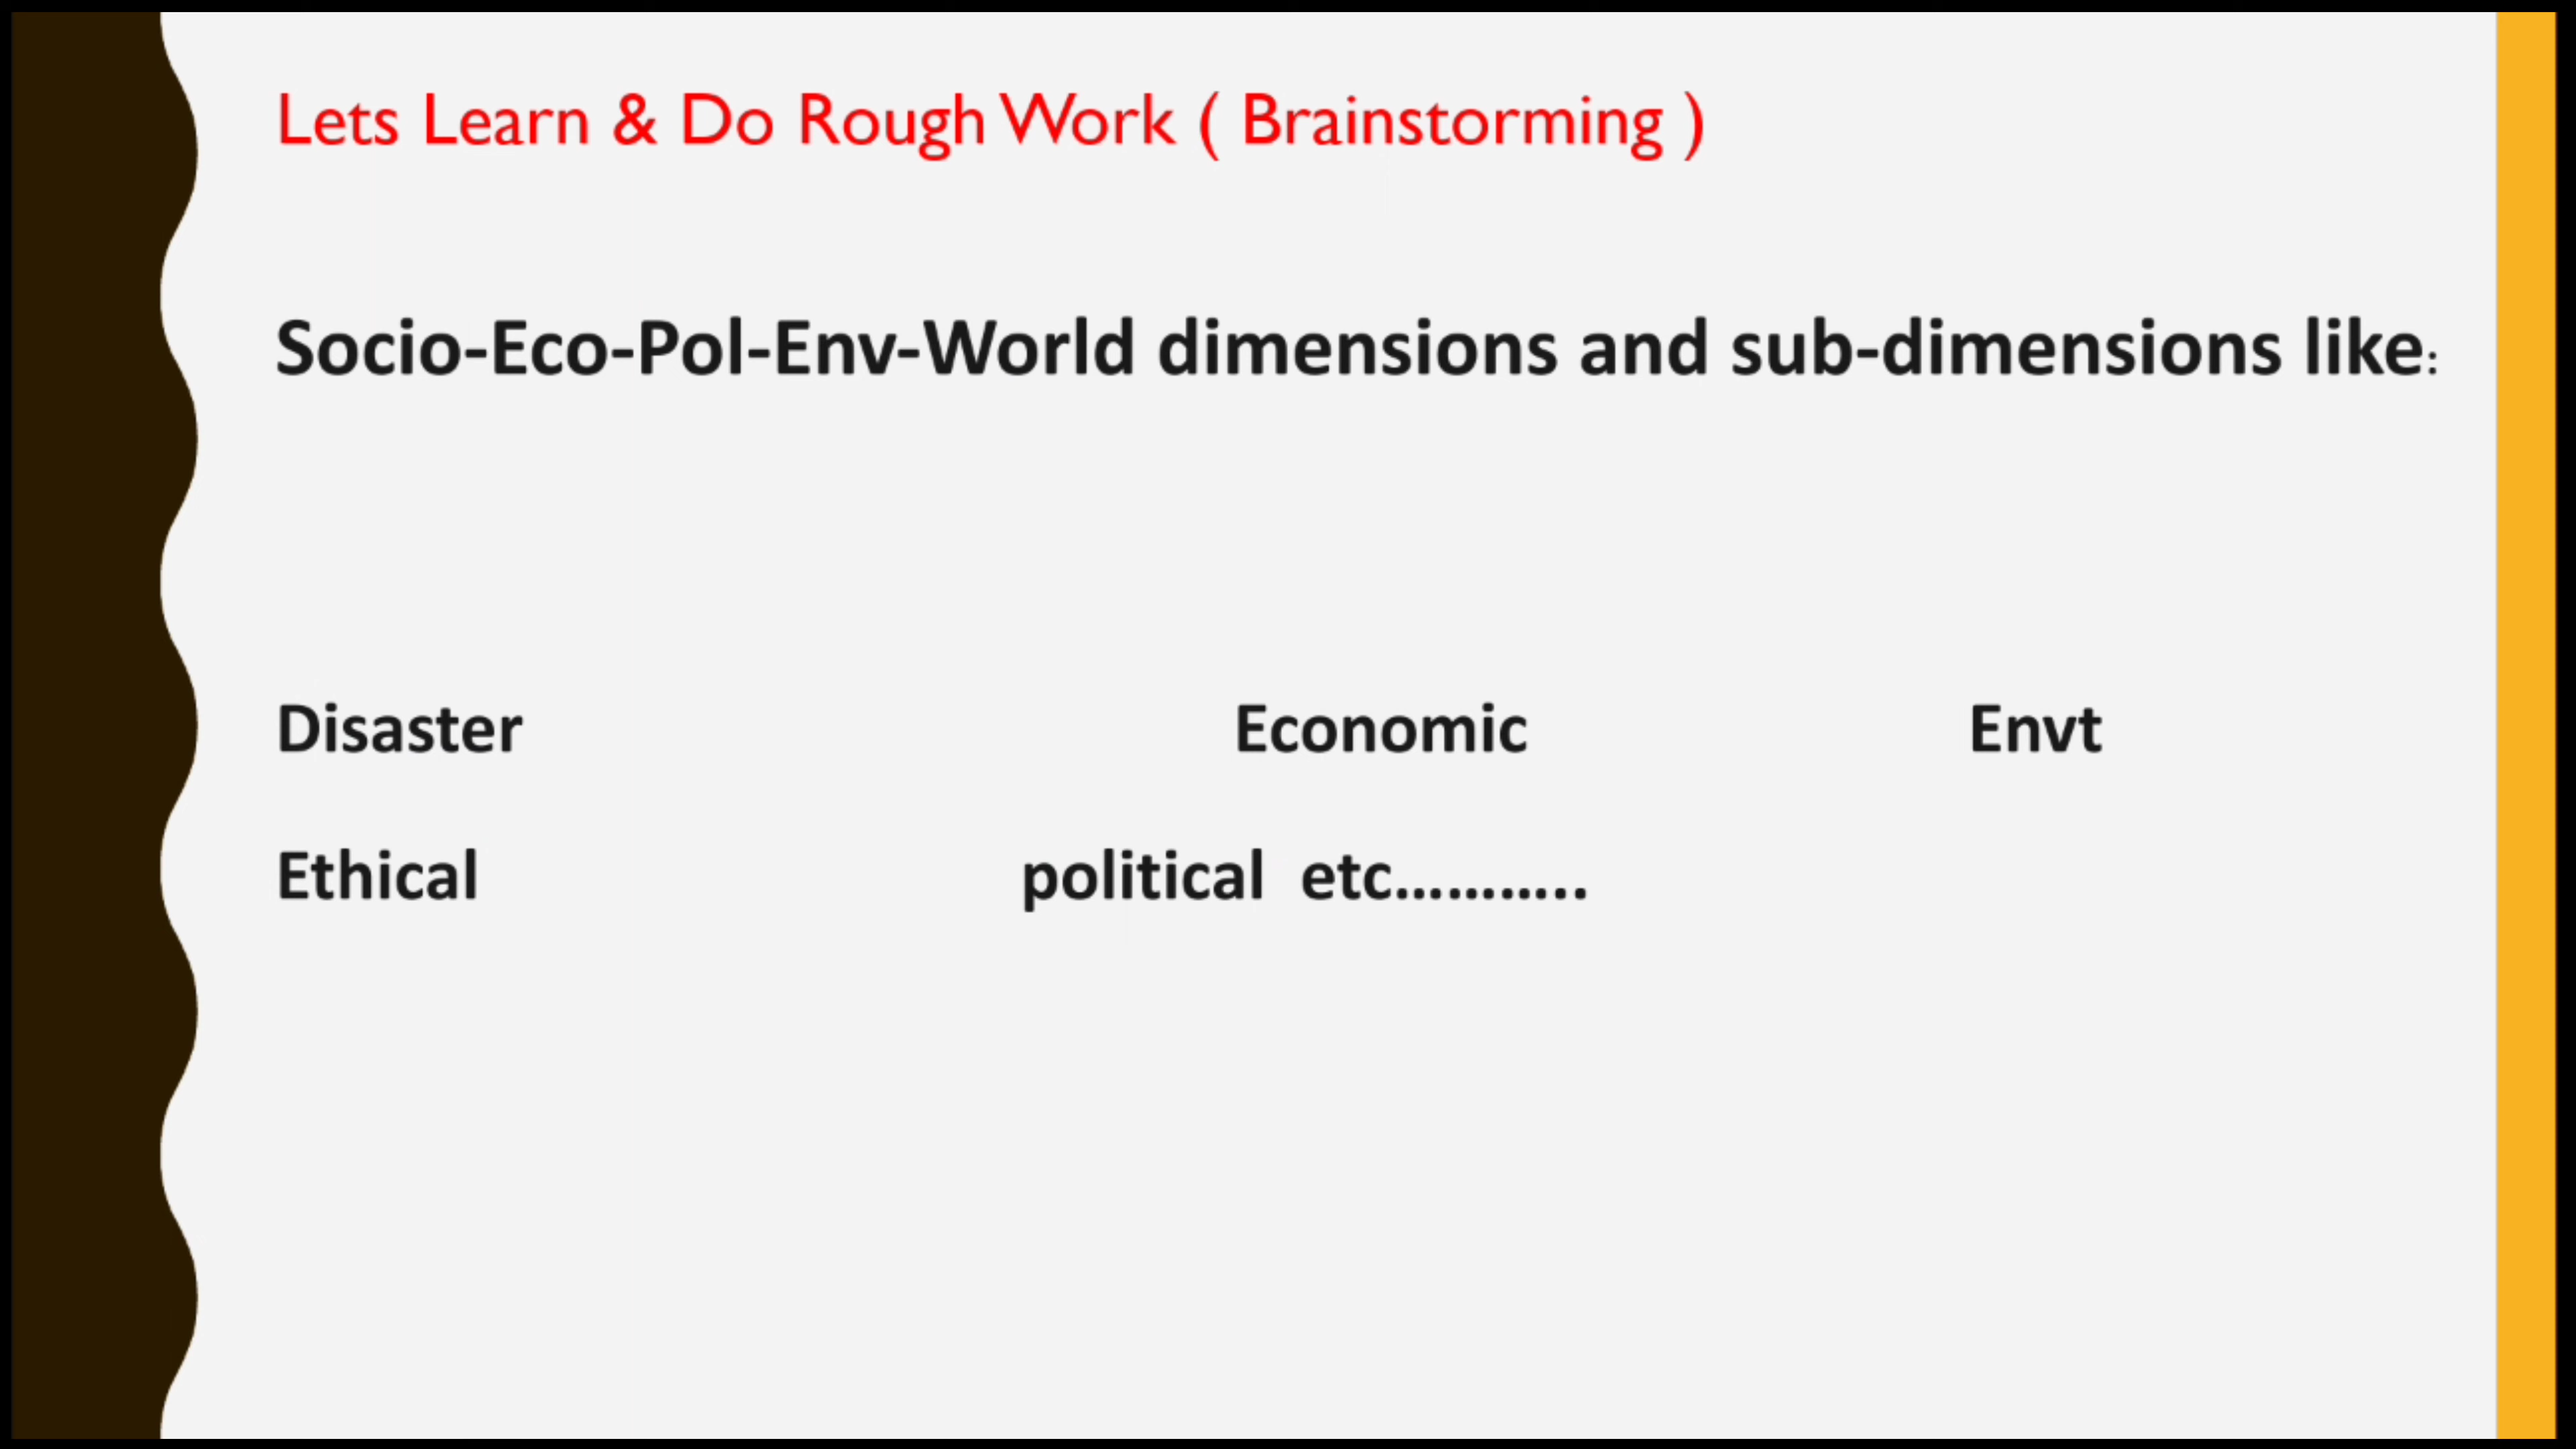 Lets Learn & Do Rough Work ( Brainstorming )
Socio-Eco-Pol-Env-World dimensions and sub-dimensions like:
Disaster Economic Envt
Ethical political etc………..